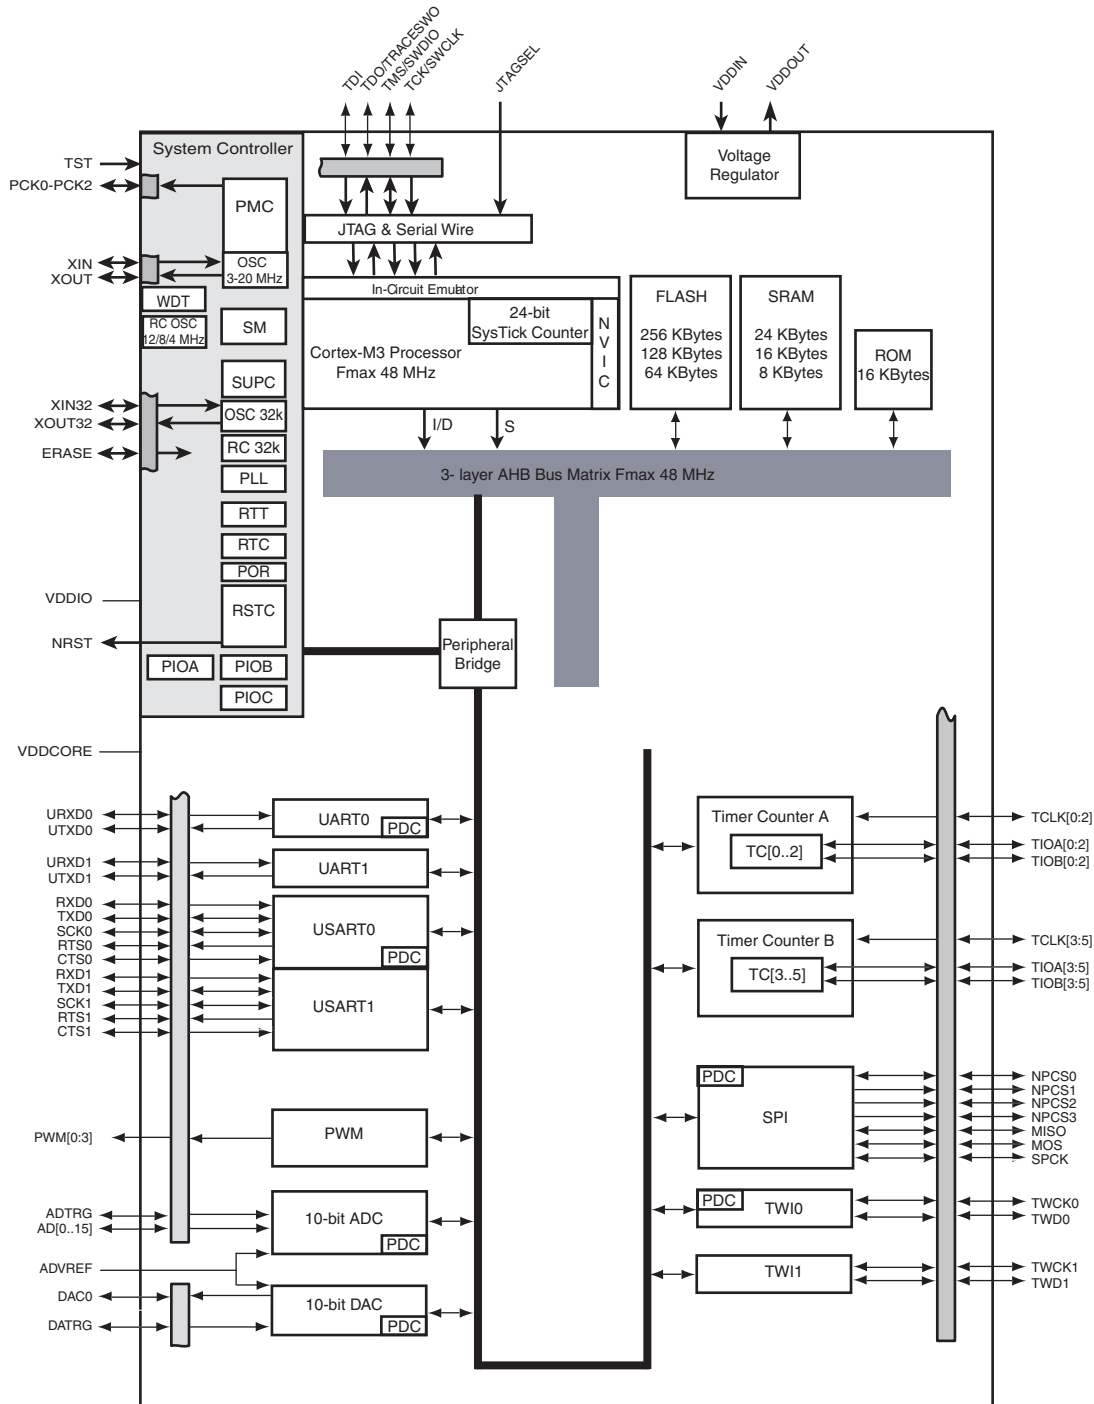 TDI
TDO/TRACESWO
TMS/SWDIO
TCK/SWCLK
JTAGSEL
VDDIN
VDDOUT
System Controller
Voltage
Regulator
TST
PCK0-PCK2
PMC
JTAG & Serial Wire
XIN
XOUT
OSC
3-20 MHz
In-Circuit Emulator
WDT
RC OSC
12/8/4 MHz
SM
24-bit
SysTick Counter
N
V
I
C
Cortex-M3 Processor
Fmax 48 MHz
FLASH
256 KBytes
128 KBytes
64 KBytes
SRAM
24 KBytes
16 KBytes
8 KBytes
ROM
16 KBytes
SUPC
XIN32
XOUT32
OSC 32k
I/D
S
ERASE
RC 32k
PLL
3- layer AHB Bus Matrix Fmax 48 MHz
RTT
RTC
POR
VDDIO
RSTC
NRST
Peripheral
Bridge
PIOA
PIOB
PIOC
VDDCORE
URXD0
UTXD0
UART0
PDC
URXD1
UTXD1
UART1
RXD0
TXD0
SCK0
RTS0
CTS0
USART0
PDC
RXD1
TXD1
SCK1
RTS1
CTS1
USART1
PWM[0:3]
PWM
ADTRG
AD[0..15]
10-bit ADC
PDC
ADVREF
DAC0
DATRG
10-bit DAC
PDC
Timer Counter A
TC[0..2]
TCLK[0:2]
TIOA[0:2]
TIOB[0:2]
Timer Counter B
TC[3..5]
TCLK[3:5]
TIOA[3:5]
TIOB[3:5]
PDC
SPI
NPCS0
NPCS1
NPCS2
NPCS3
MISO
MOS
SPCK
PDC
TWI0
TWCK0
TWD0
TWI1
TWCK1
TWD1